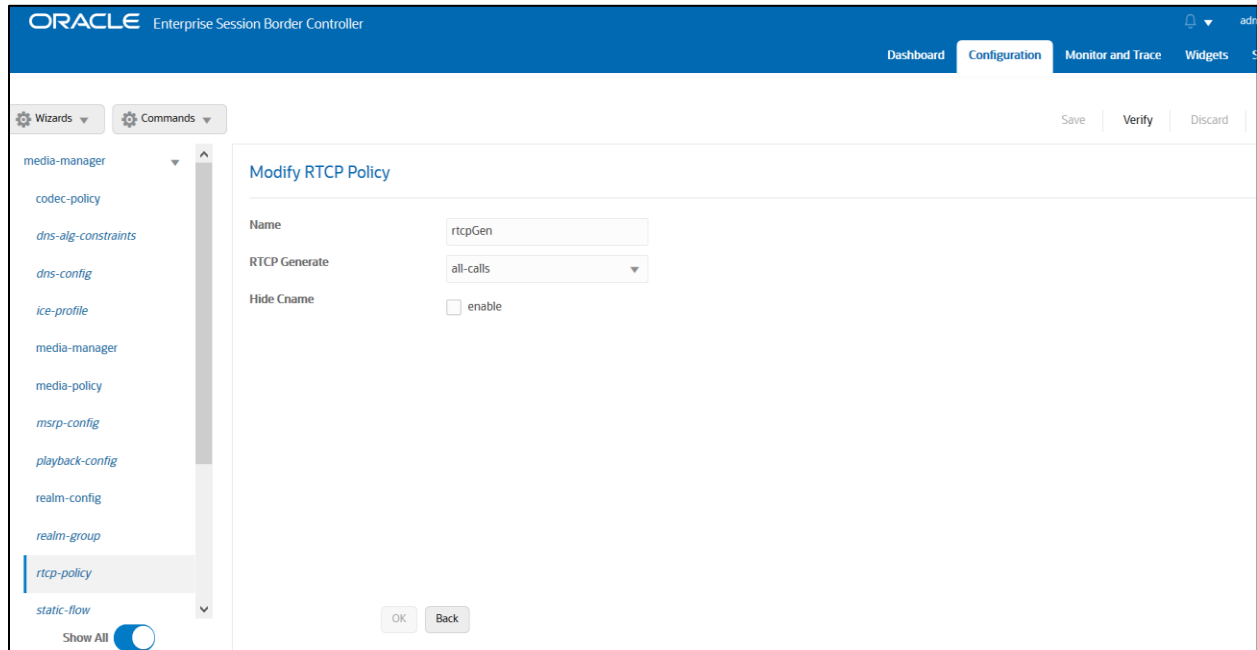 ORACLE Enterprise Session Border Controller
adn
Dashboard Configuration Monitor and Trace Widgets S
Wizards Commands
Save Verify Discard
media-manager
codec-policy
dns-alg-constraints
dns-config
ice-profile
media-manager
media-policy
msrp-config
playback-config
realm-config
realm-group
rtcp-policy
static-flow
Show All
Modify RTCP Policy
Name rtcpGen
RTCP Generate all-calls
Hide Cname enable
OK Back